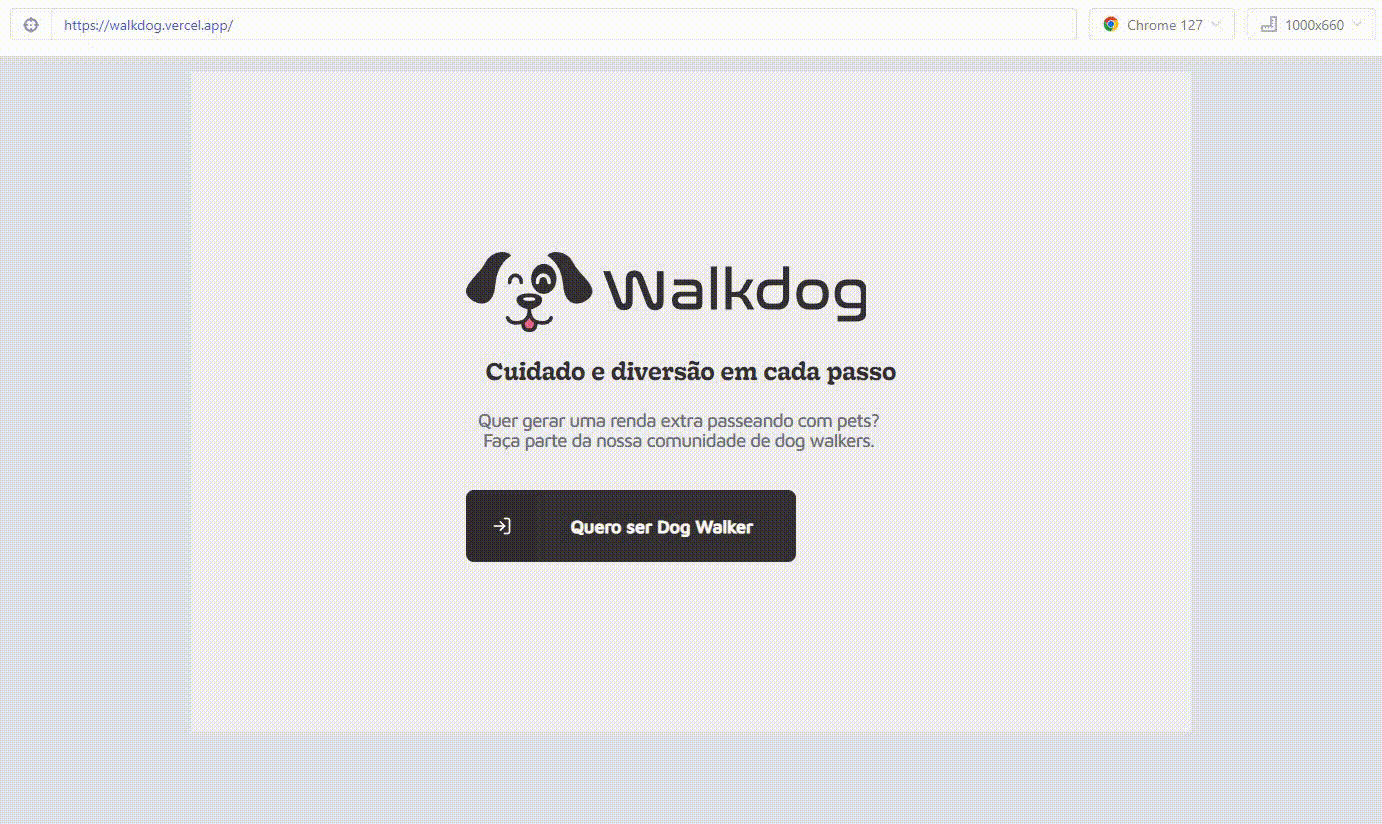 https://walkdog.vercel.app/
Chrome 127
1000x660
Walkdog
Cuidado e diversão em cada passo
Quer gerar uma renda extra passeando com pets?
Faça parte da nossa comunidade de dog walkers.
Quero ser Dog Walker